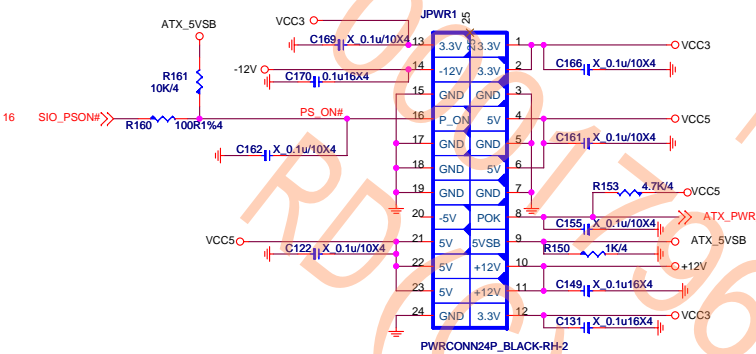 VCC3
JPWR1
25
ATX_5VSB
C169 X_0.1u/10X4
13 3.3V 3.3V 1
VCC3
-12V
14 -12V 3.3V 2
C166 X_0.1u/10X4
R161
10K/4
C170 0.1u16X4
15 GND GND 3
16 SIO_PSON#
PS_ON#
16 P_ON 5V 4
VCC5
R160 100R1%4
17 GND GND 5
C161 X_0.1u/10X4
C162 X_0.1u/10X4
18 GND 5V 6
19 GND GND 7
R153 4.7K/4
VCC5
20 -5V POK 8
ATX_PWR
C155 X_0.1u/10X4
VCC5
21 5V 5VSB 9
ATX_5VSB
C122 X_0.1u/10X4
R150 1K/4
22 5V +12V 10
+12V
23 5V +12V 11
C149 X_0.1u16X4
24 GND 3.3V 12
VCC3
C131 X_0.1u16X4
PWRCONN24P_BLACK-RH-2